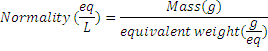 Normality (eq/L) = Mass(g) / equivalent weight(g/eq)